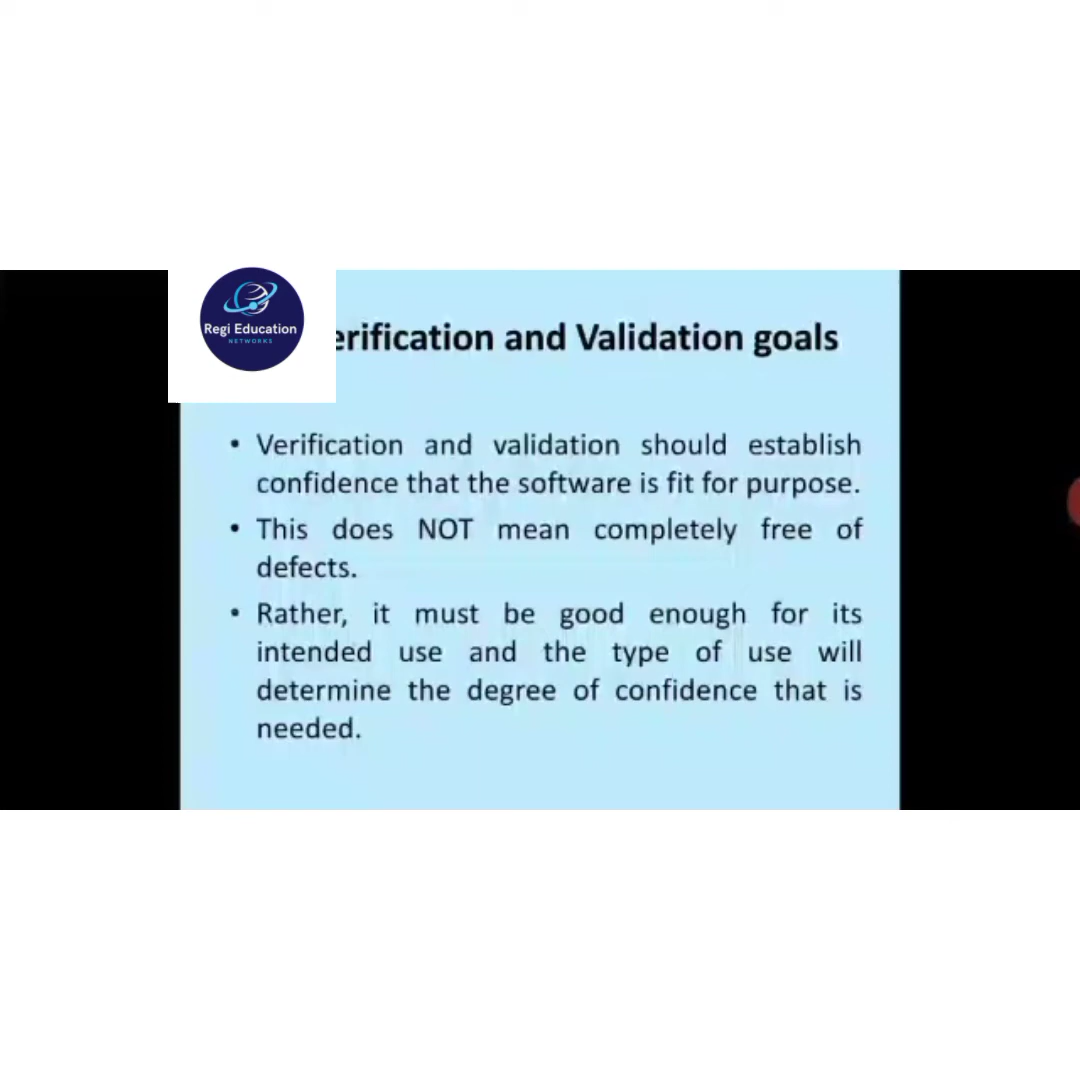 Regi Education
NETWORKS
erification and Validation goals
• Verification and validation should establish
confidence that the software is fit for purpose.
• This does NOT mean completely free of
defects.
• Rather, it must be good enough for its
intended use and the type of use will
determine the degree of confidence that is
needed.